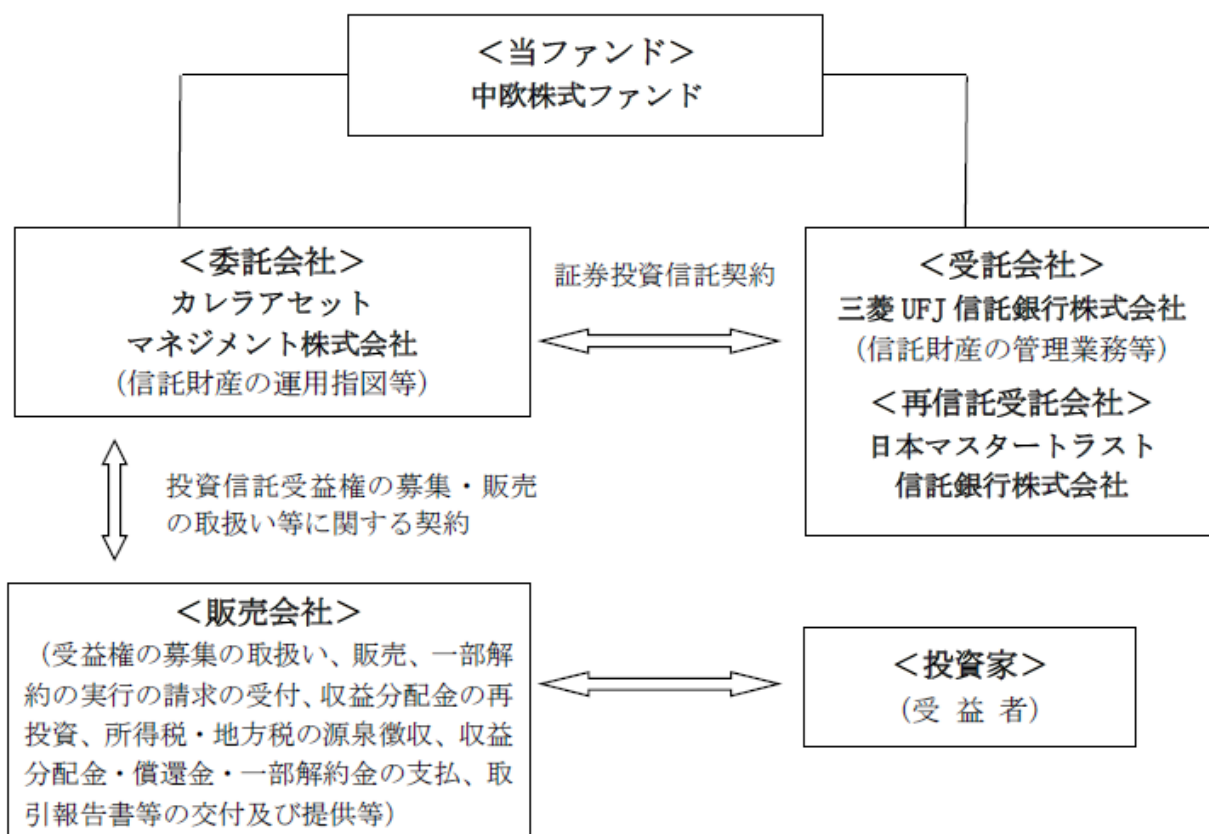 ＜当ファンド＞
中欧株式ファンド
＜委託会社＞
カレラアセット
マネジメント株式会社
（信託財産の運用指図等）
証券投資信託契約
＜受託会社＞
三菱 UFJ 信託銀行株式会社
（信託財産の管理業務等）
＜再信託受託会社＞
日本マスタートラスト
信託銀行株式会社
投資信託受益権の募集・販売
の取扱い等に関する契約
＜販売会社＞
（受益権の募集の取扱い、販売、一部解
約の実行の請求の受付、収益分配金の再
投資、所得税・地方税の源泉徴収、収益
分配金・償還金・一部解約金の支払、取
引報告書等の交付及び提供等）
＜投資家＞
（受 益 者）